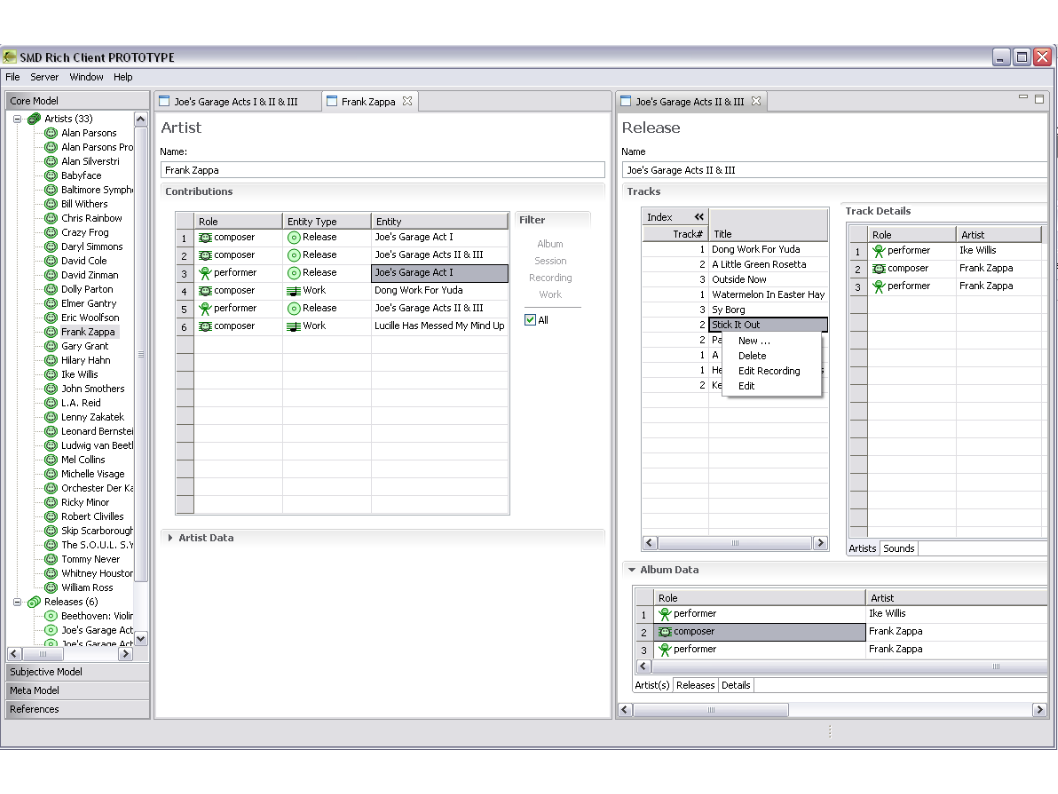 SMD Rich Client PROTOTYPE
File Server Window Help
Core Model
Artists (33)
Alan Parsons
Alan Parsons Pro
Alan Silverstri
Babyface
Baltimore Symph
Bill Withers
Chris Rainbow
Crazy Frog
Daryl Simmons
David Cole
David Zinman
Dolly Parton
Elmer Gantry
Eric Woolfson
Frank Zappa
Gary Grant
Hilary Hahn
Ike Willis
John Smothers
L.A. Reid
Lenny Zakatek
Leonard Bernstei
Ludwig van Beetl
Mel Collins
Michelle Visage
Orchester Der Ka
Ricky Minor
Robert Clivilles
Skip Scarborough
The S.O.U.L. S.Y
Tommy Never
Whitney Houstor
William Ross
Releases (6)
Beethoven: Violir
Joe's Garage Act
Joe's Garage Act
Subjective Model
Meta Model
References
Joe's Garage Acts I & II & III
Frank Zappa
Artist
Name:
Frank Zappa
Contributions
Role Entity Type Entity
1 composer Release Joe's Garage Act I
2 composer Release Joe's Garage Acts II & III
3 performer Release Joe's Garage Act I
4 composer Work Dong Work For Yuda
5 performer Release Joe's Garage Acts II & III
6 composer Work Lucille Has Messed My Mind Up
Filter
Album
Session
Recording
Work
All
Artist Data
Joe's Garage Acts II & III
Release
Name
Joe's Garage Acts II & III
Tracks
Index «
Track# Title
1 Dong Work For Yuda
2 A Little Green Rosetta
3 Outside Now
1 Watermelon In Easter Hay
3 Sy Borg
2 Stick It Out
2 Pa
1 A
1 He s
2 Ke
New ...
Delete
Edit Recording
Edit
Track Details
Role Artist
1 performer Ike Willis
2 composer Frank Zappa
3 performer Frank Zappa
Artists Sounds
Album Data
Role Artist
1 performer Ike Willis
2 composer Frank Zappa
3 performer Frank Zappa
Artist(s) Releases Details